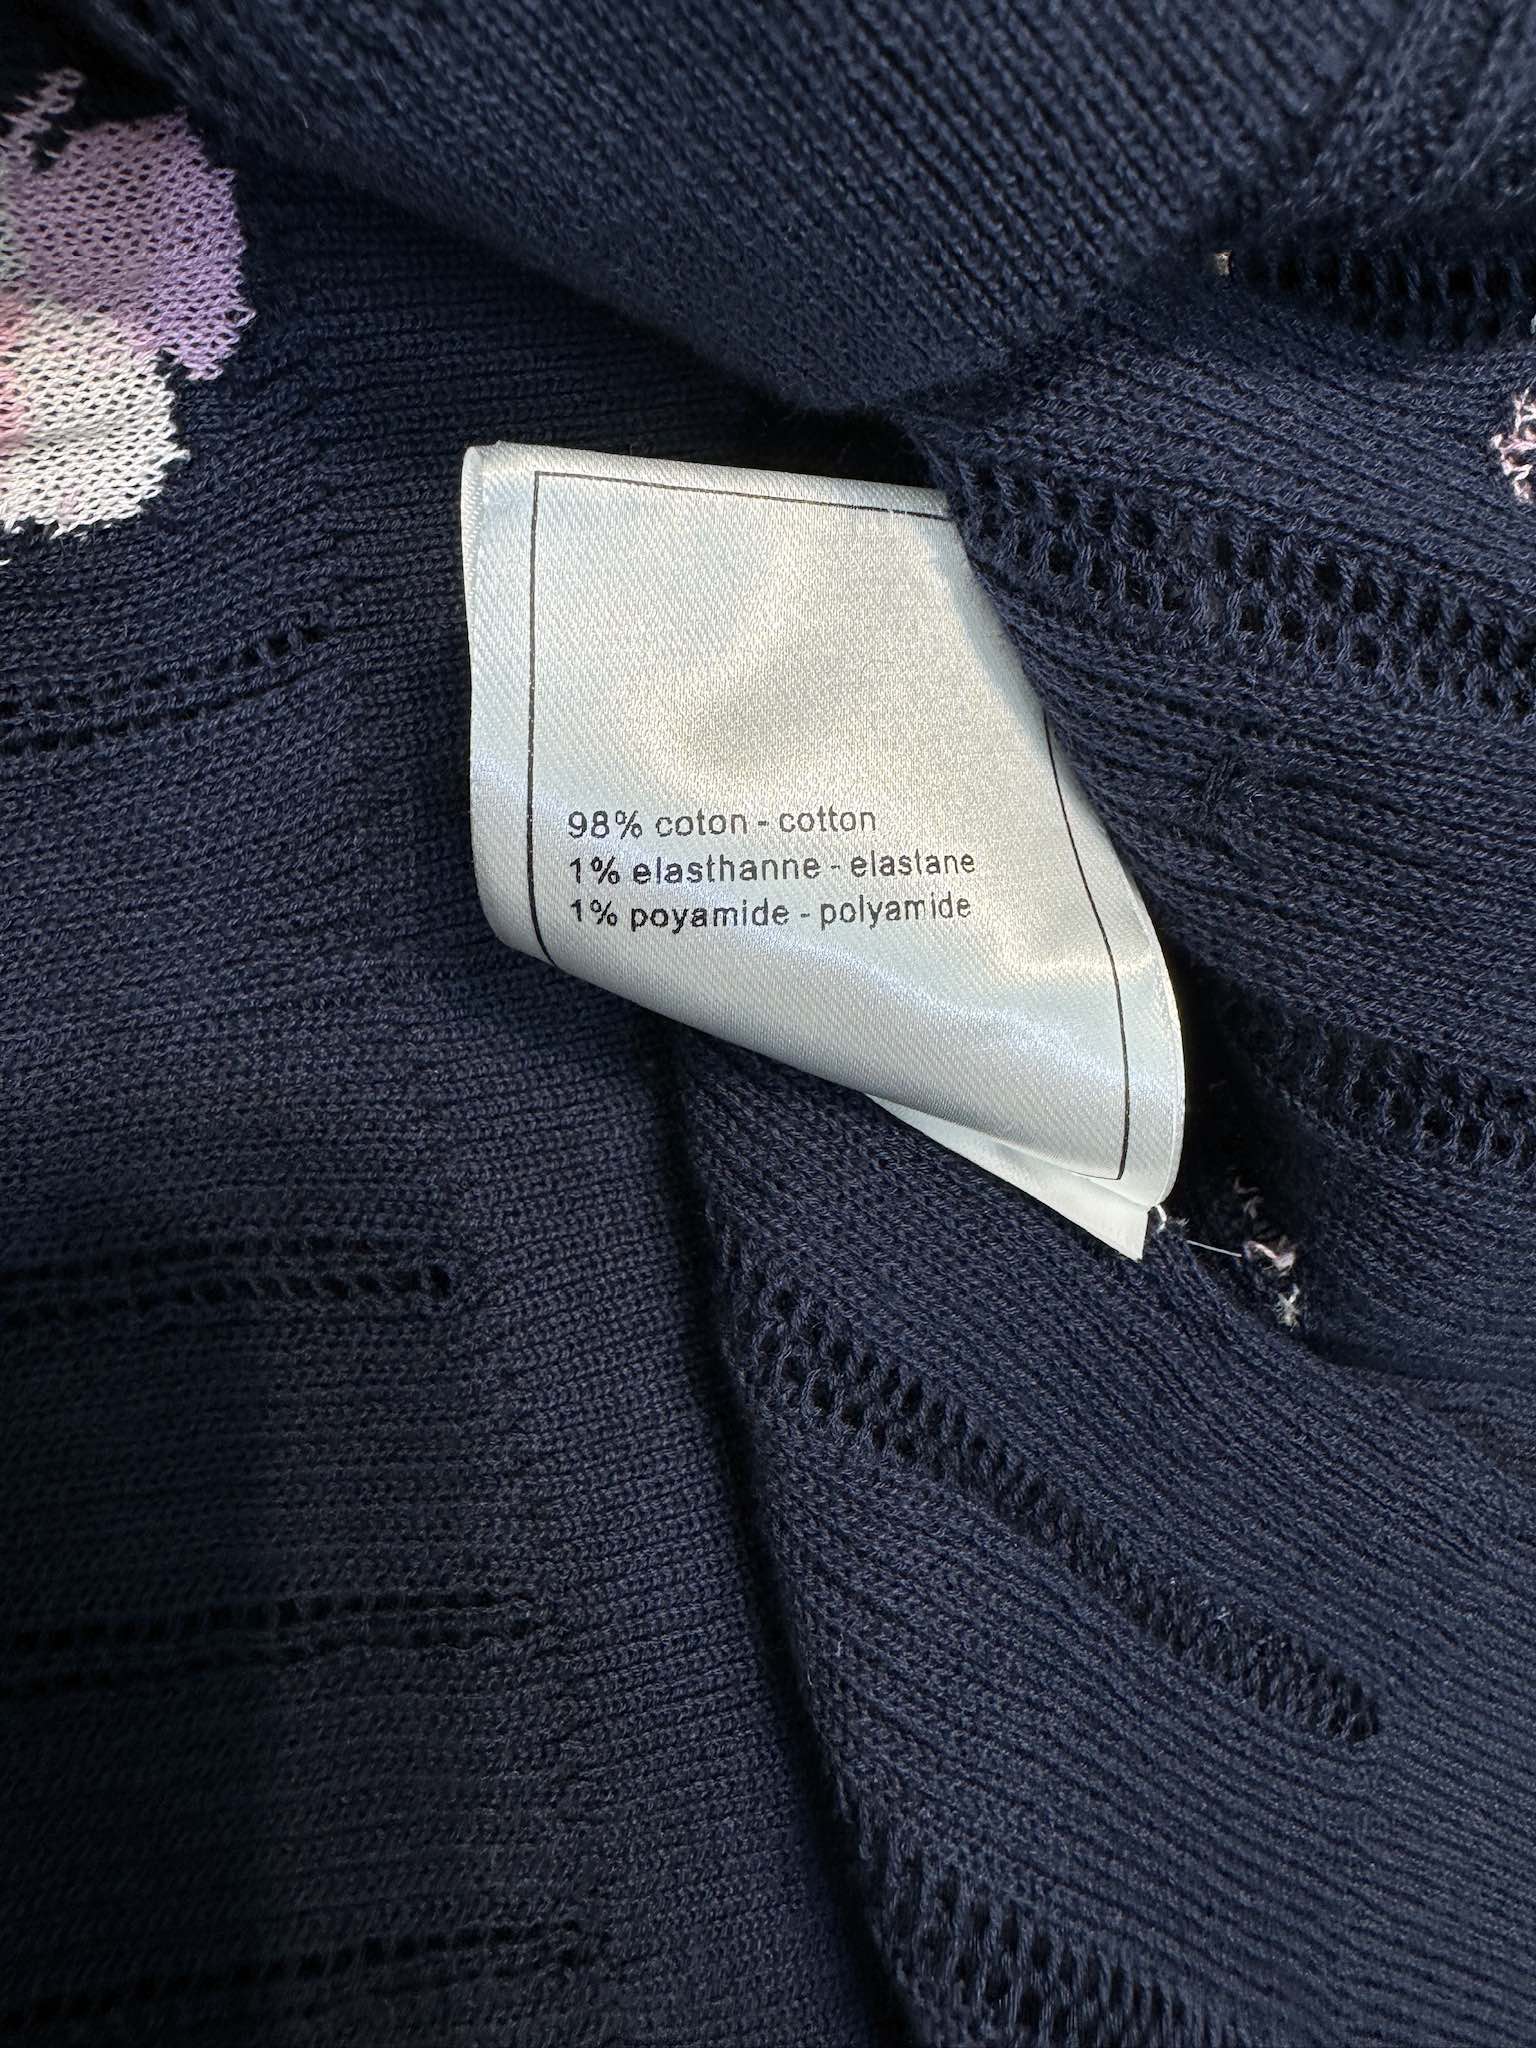 98% coton - cotton
1% elasthanne - elastane
1% poyamide - polyamide